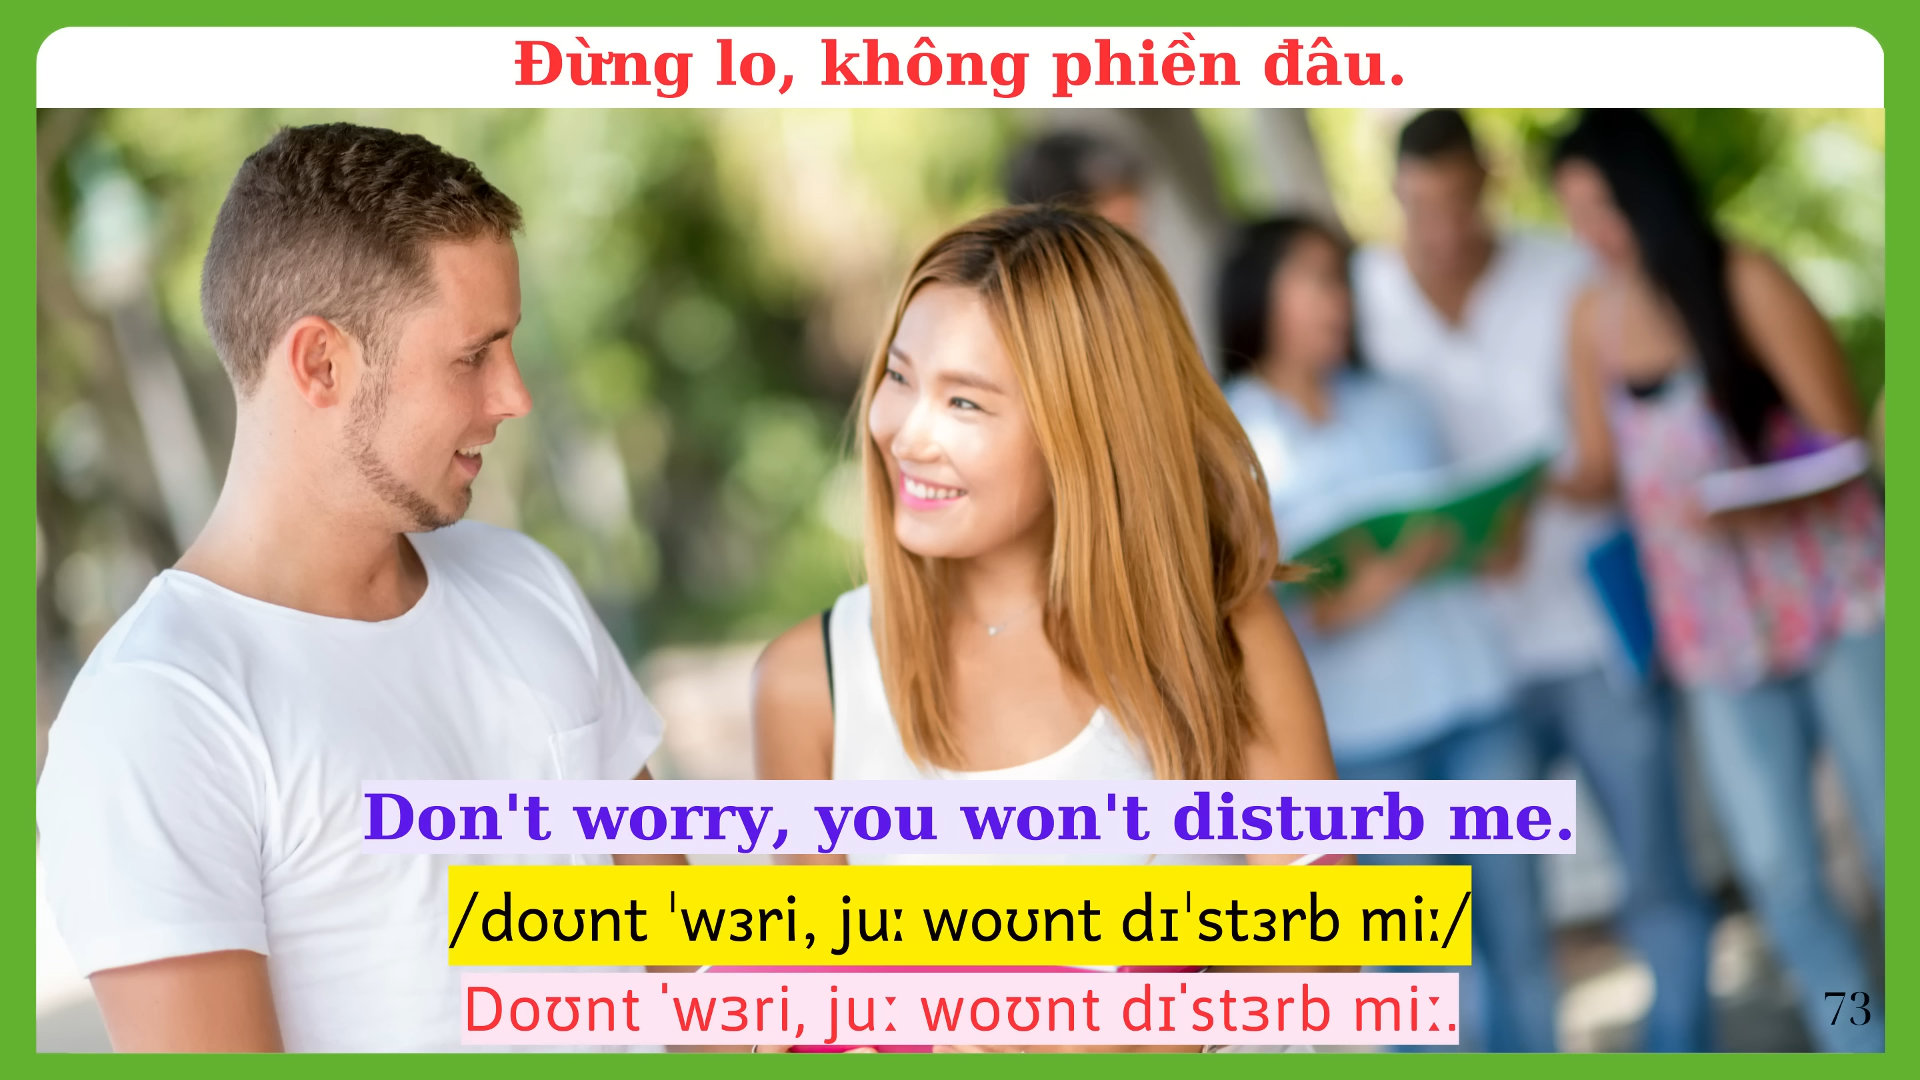 Đừng lo, không phiền đâu.
Don't worry, you won't disturb me.
/doʊnt ˈwɜri, juː woʊnt dɪˈstɜrb miː/
Doʊnt ˈwɜri, juː woʊnt dɪˈstɜrb miː.
73